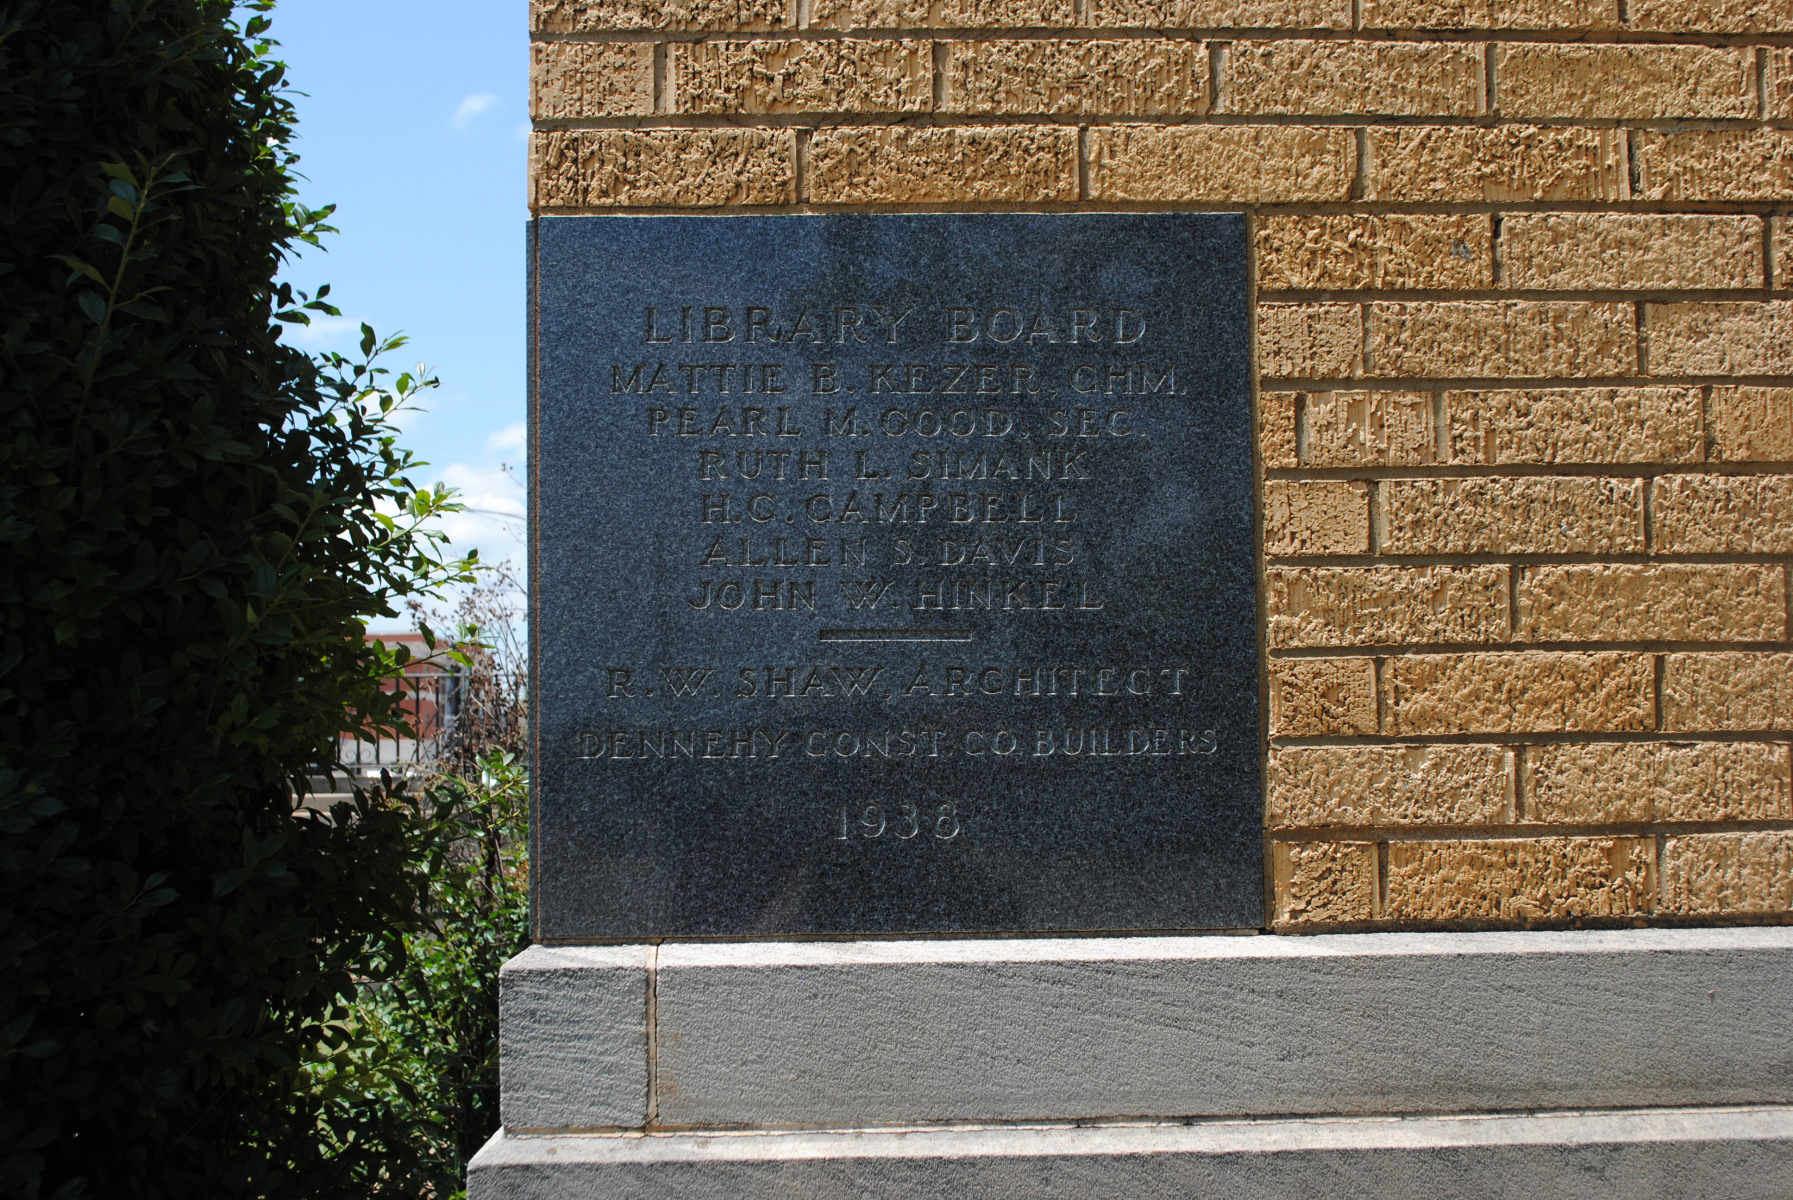 LIBRARY BOARD
MATTIE B. KEZER, CHM.
PEARL M. GOOD, SEC.
RUTH L. SIMANK
H.C. CAMPBELL
ALLEN S. DAVIS
JOHN W. HINKEL
R.W. SHAW, ARCHITECT
DENNEHY CONST. CO. BUILDERS
1938